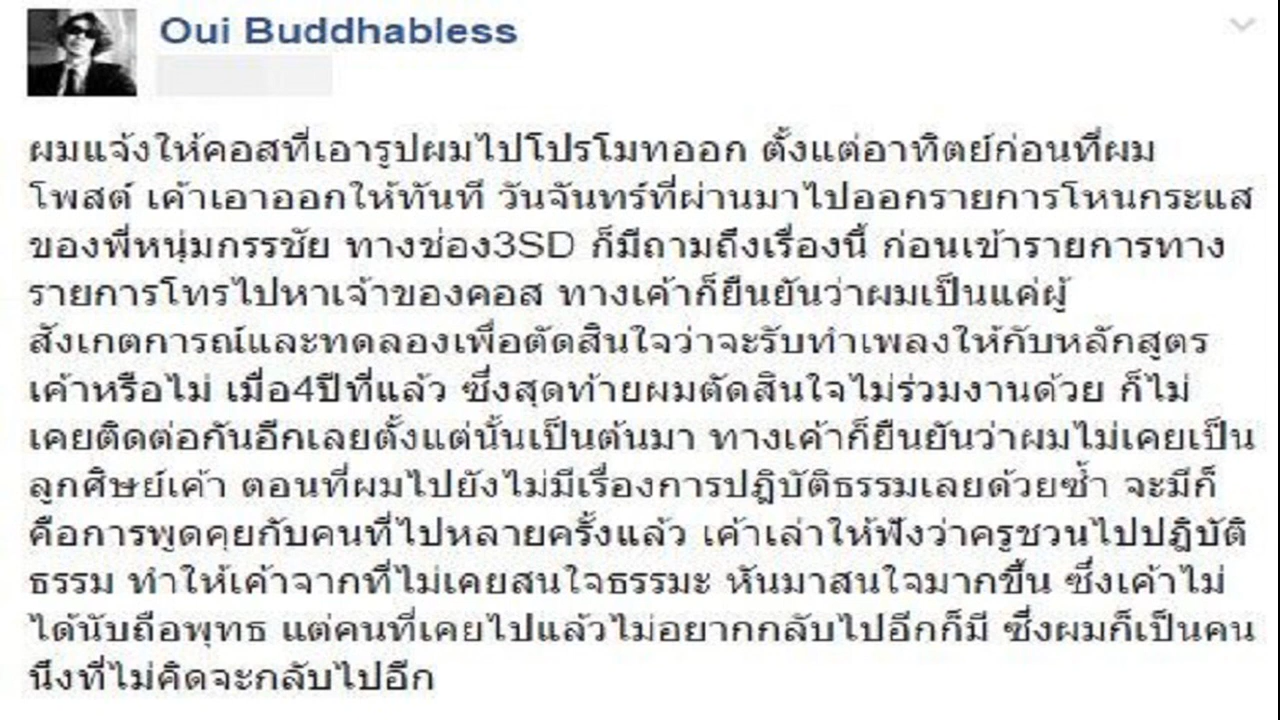 Oui Buddhabless
ผมแจ้งให้คอสที่เอารูปผมไปโปรโมทออก ตั้งแต่อาทิตย์ก่อนที่ผม
โพสต์ เค้าเอาออกให้ทันที วันจันทร์ที่ผ่านมาไปออกรายการโหนกระแส
ของพี่หนุ่มกรรชัย ทางช่อง3SD ก็มีถามถึงเรื่องนี้ ก่อนเข้ารายการทาง
รายการโทรไปหาเจ้าของคอส ทางเค้าก็ยืนยันว่าผมเป็นแค่ผู้
สังเกตการณ์และทดลองเพื่อตัดสินใจว่าจะรับทำเพลงให้กับหลักสูตร
เค้าหรือไม่ เมื่อ4ปีที่แล้ว ซึ่งสุดท้ายผมตัดสินใจไม่ร่วมงานด้วย ก็ไม่
เคยติดต่อกันอีกเลยตั้งแต่นั้นเป็นต้นมา ทางเค้าก็ยืนยันว่าผมไม่เคยเป็น
ลูกศิษย์เค้า ตอนที่ผมไปยังไม่มีเรื่องการปฎิบัติธรรมเลยด้วยซ้ำ จะมีก็
คือการพูดคุยกับคนที่ไปหลายครั้งแล้ว เค้าเล่าให้ฟังว่าครูชวนไปปฎิบัติ
ธรรม ทำให้เค้าจากที่ไม่เคยสนใจธรรมะ หันมาสนใจมากขึ้น ซึ่งเค้าไม่
ได้นับถือพุทธ แต่คนที่เคยไปแล้วไม่อยากกลับไปอีกก็มี ซึ่งผมก็เป็นคน
นึงที่ไม่คิดจะกลับไปอีก